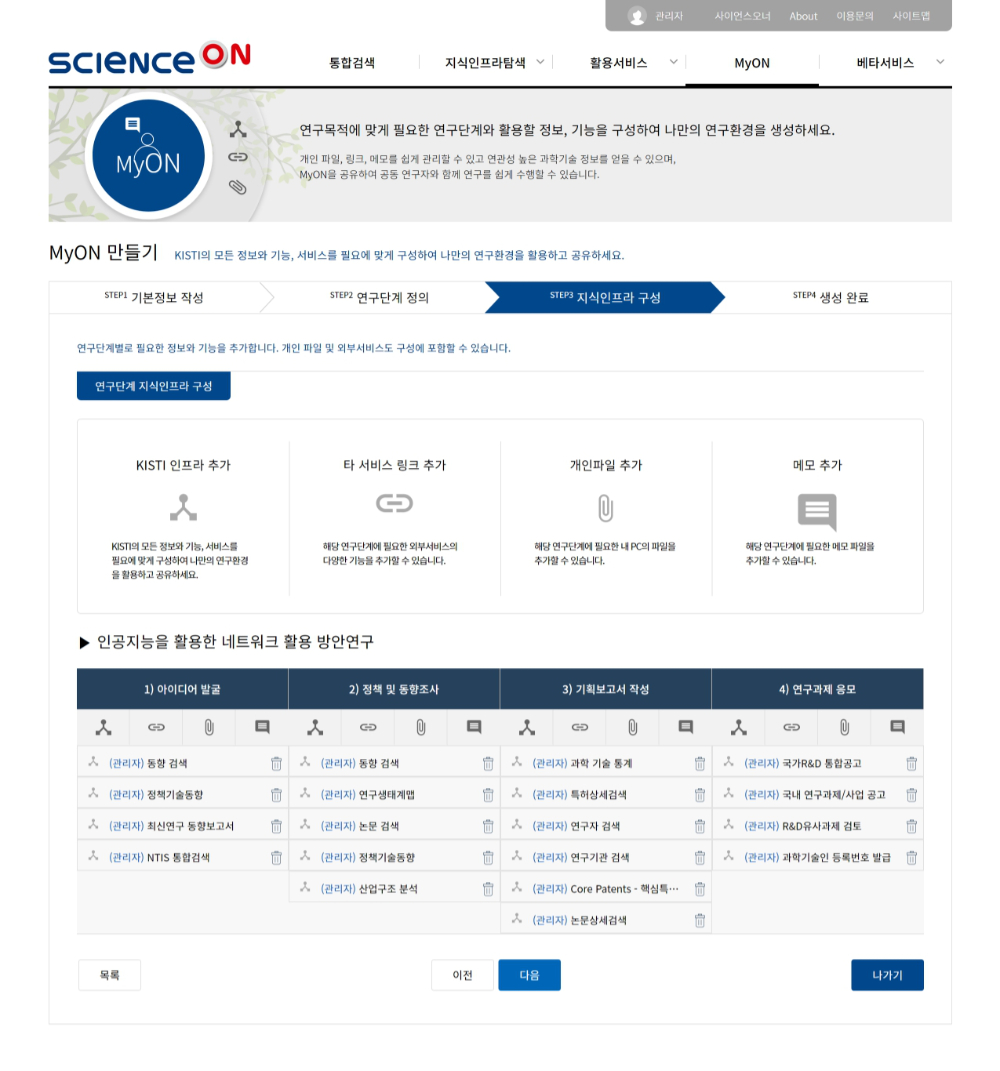 관리자 사이언스오너 About 이용문의 사이트맵
SCIENCE ON 통합검색 지식인프라탐색 활용서비스 MyON 베타서비스
MyON
연구목적에 맞게 필요한 연구단계와 활용할 정보, 기능을 구성하여 나만의 연구환경을 생성하세요.
개인 파일, 링크, 메모를 쉽게 관리할 수 있고 연관성 높은 과학기술 정보를 얻을 수 있으며,
MyON을 공유하여 공동 연구자와 함께 연구를 쉽게 수행할 수 있습니다.
MyON 만들기 KISTI의 모든 정보와 기능, 서비스를 필요에 맞게 구성하여 나만의 연구환경을 활용하고 공유하세요.
STEP1 기본정보 작성 STEP2 연구단계 정의 STEP3 지식인프라 구성 STEP4 생성 완료
연구단계별로 필요한 정보와 기능을 추가합니다. 개인 파일 및 외부서비스도 구성에 포함할 수 있습니다.
연구단계 지식인프라 구성
KISTI 인프라 추가 타 서비스 링크 추가 개인파일 추가 메모 추가
KISTI의 모든 정보와 기능, 서비스를
필요에 맞게 구성하여 나만의 연구환경
을 활용하고 공유하세요.
해당 연구단계에 필요한 외부서비스의
다양한 기능을 추가할 수 있습니다.
해당 연구단계에 필요한 내 PC의 파일을
추가할 수 있습니다.
해당 연구단계에 필요한 메모 파일을
추가할 수 있습니다.
▶ 인공지능을 활용한 네트워크 활용 방안연구
1) 아이디어 발굴 2) 정책 및 동향조사 3) 기획보고서 작성 4) 연구과제 응모
(관리자) 동향 검색 (관리자) 동향 검색 (관리자) 과학 기술 통계 (관리자) 국가R&D 통합공고
(관리자) 정책기술동향 (관리자) 연구생태계맵 (관리자) 특허상세검색 (관리자) 국내 연구과제/사업 공고
(관리자) 최신연구 동향보고서 (관리자) 논문 검색 (관리자) 연구자 검색 (관리자) R&D유사과제 검토
(관리자) NTIS 통합검색 (관리자) 정책기술동향 (관리자) 연구기관 검색 (관리자) 과학기술인 등록번호 발급
(관리자) 산업구조 분석 (관리자) Core Patents - 핵심특…
(관리자) 논문상세검색
목록 이전 다음 나가기